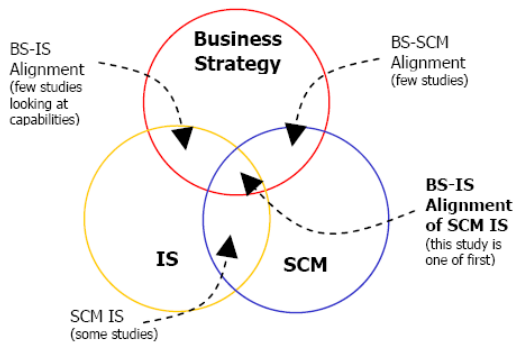 Business
Strategy
BS-IS
Alignment
(few studies
looking at
capabilities)
BS-SCM
Alignment
(few studies)
BS-IS
Alignment
of SCM IS
(this study is
one of first)
IS
SCM
SCM IS
(some studies)